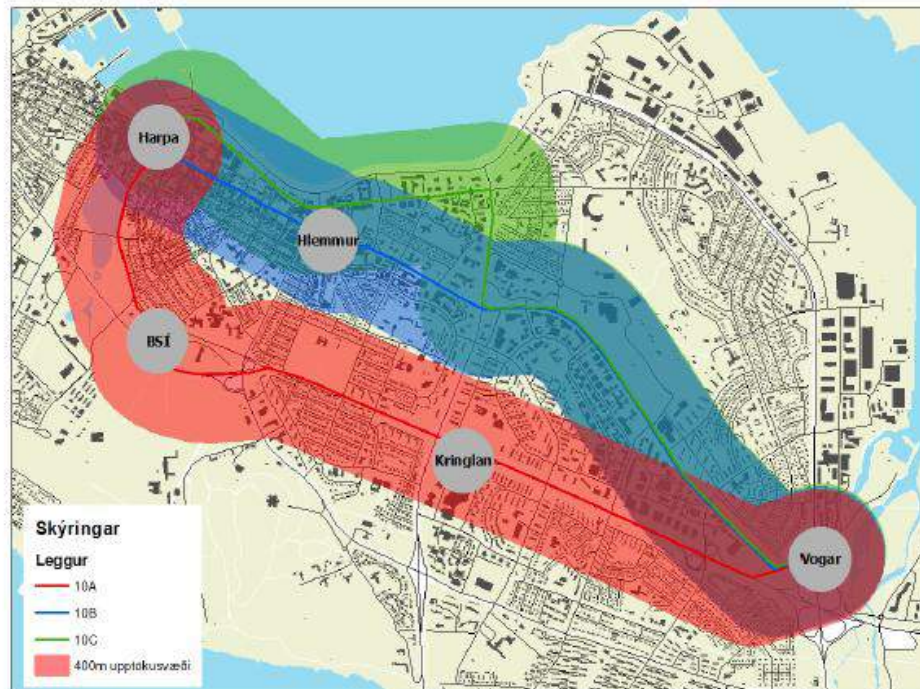 Harpa
Hlemmur
BSÍ
Kringlan
Vogar
Skýringar
Leggur
10A
10B
10C
400m upptökusvæði